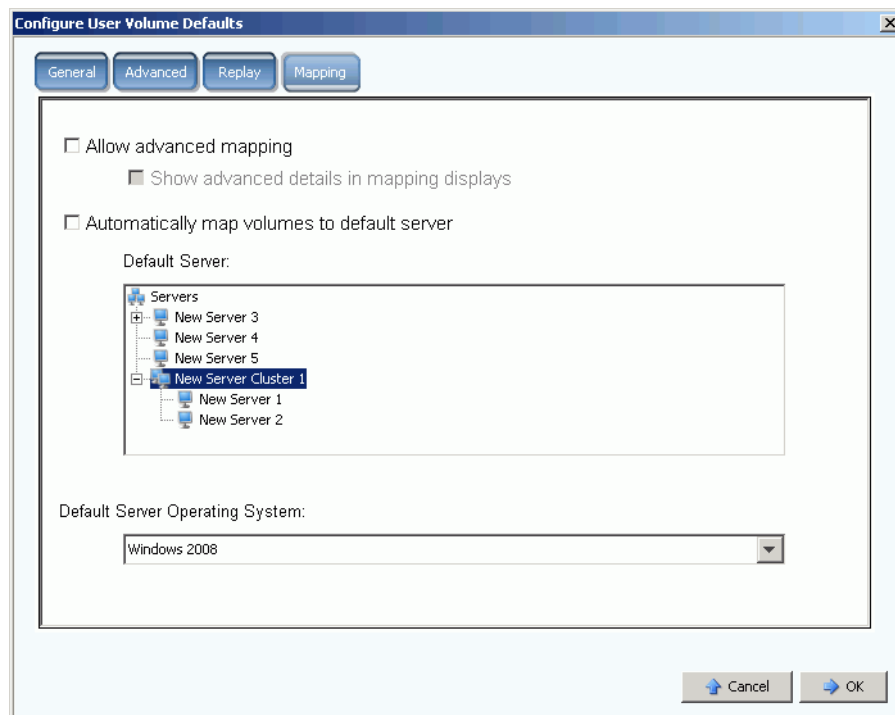 Configure User Volume Defaults
General Advanced Replay Mapping
Allow advanced mapping
Show advanced details in mapping displays
Automatically map volumes to default server
Default Server:
Servers
New Server 3
New Server 4
New Server 5
New Server Cluster 1
New Server 1
New Server 2
Default Server Operating System:
Windows 2008
Cancel OK